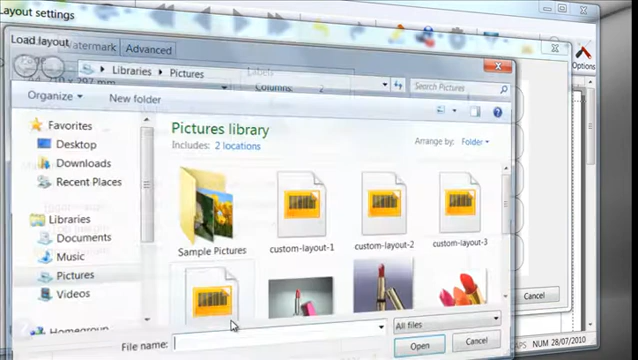 Layout settings
Load layout
Watermark
Advanced
Options
Libraries
Pictures
Labels
Columns:
2
Search Pictures
Organize
New folder
Favorites
Desktop
Downloads
Recent Places
Libraries
Documents
Music
Pictures
Videos
Homegroup
Pictures library
Includes: 2 locations
Arrange by: Folder
Sample Pictures
custom-layout-1
custom-layout-2
custom-layout-3
File name:
All files
Open
Cancel
Cancel
NUM 28/07/2010